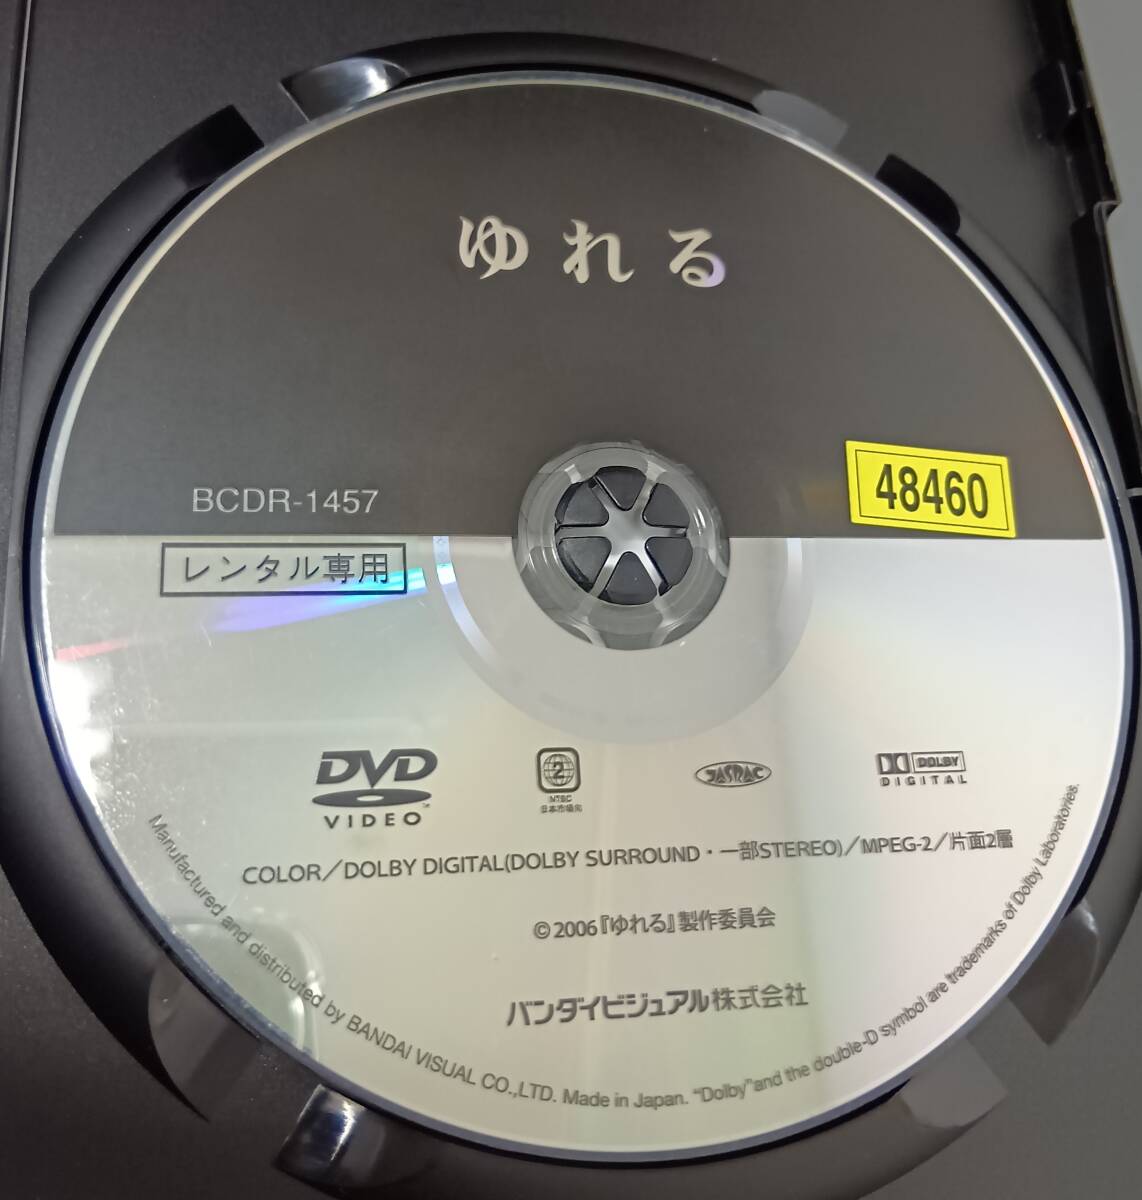 ゆれる
BCDR-1457
48460
レンタル専用
DVD
VIDEO
2
NTSC
日本市場向
JASRAC
DOLBY
DIGITAL
COLOR／DOLBY DIGITAL(DOLBY SURROUND・一部STEREO)／MPEG-2／片面2層
©2006『ゆれる』製作委員会
バンダイビジュアル株式会社
Manufactured and distributed by BANDAI VISUAL CO.,LTD. Made in Japan. "Dolby"and the double-D symbol are trademarks of Dolby Laboratories.